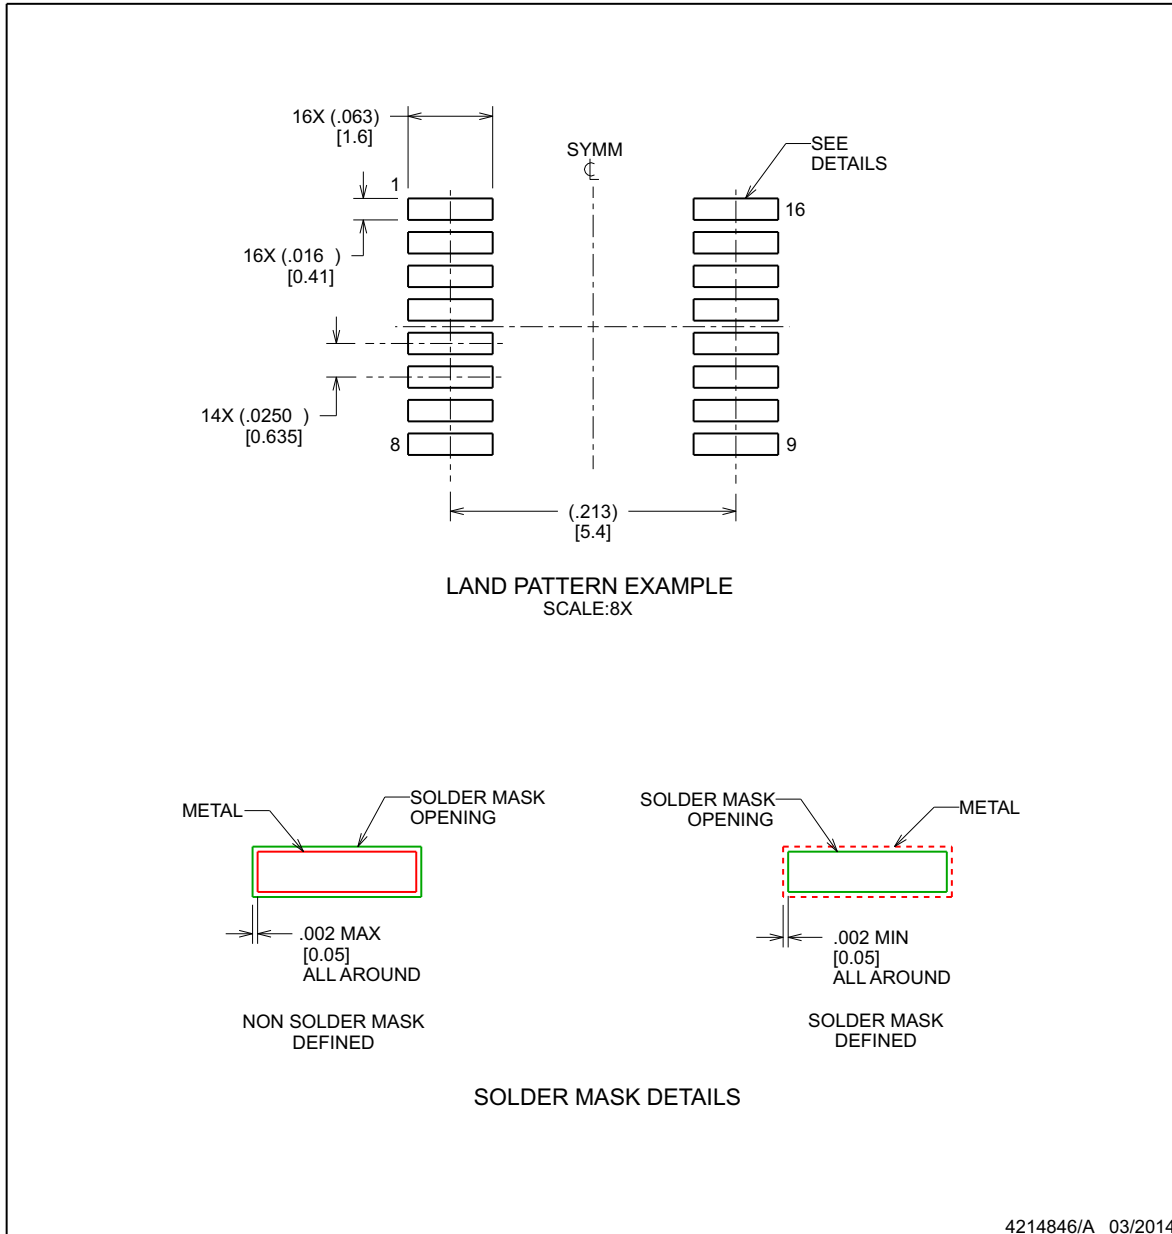 16X (.063)
[1.6]
SYMM
SEE
DETAILS
1
16
16X (.016 )
[0.41]
14X (.0250 )
[0.635]
8
9
(.213)
[5.4]
LAND PATTERN EXAMPLE
SCALE:8X
METAL
SOLDER MASK
OPENING
SOLDER MASK
OPENING
METAL
.002 MAX
[0.05]
ALL AROUND
.002 MIN
[0.05]
ALL AROUND
NON SOLDER MASK
DEFINED
SOLDER MASK
DEFINED
SOLDER MASK DETAILS
4214846/A 03/2014